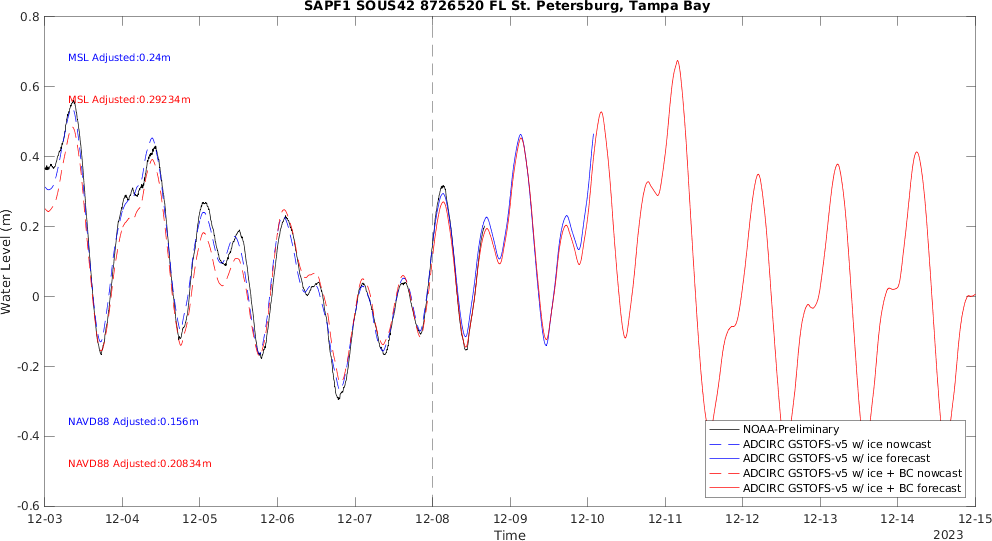 SAPF1 SOUS42 8726520 FL St. Petersburg, Tampa Bay
0.8
0.6
0.4
0.2
0
-0.2
-0.4
-0.6
Water Level (m)
MSL Adjusted:0.24m
MSL Adjusted:0.29234m
NAVD88 Adjusted:0.156m
NAVD88 Adjusted:0.20834m
NOAA-Preliminary
ADCIRC GSTOFS-v5 w/ ice nowcast
ADCIRC GSTOFS-v5 w/ ice forecast
ADCIRC GSTOFS-v5 w/ ice + BC nowcast
ADCIRC GSTOFS-v5 w/ ice + BC forecast
12-03 12-04 12-05 12-06 12-07 12-08 12-09 12-10 12-11 12-12 12-13 12-14 12-15
Time
2023